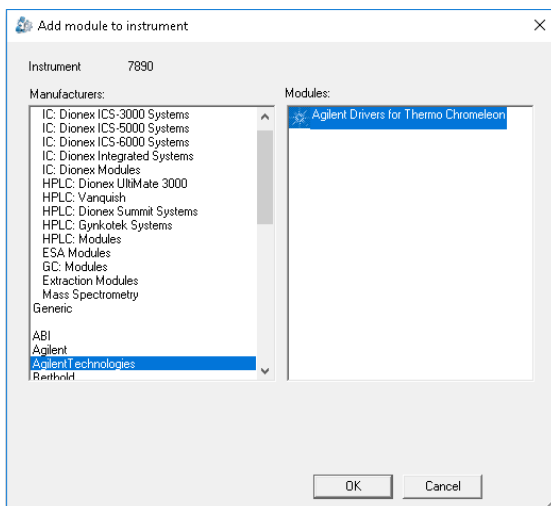 Add module to instrument
Instrument 7890
Manufacturers:
IC: Dionex ICS-3000 Systems
IC: Dionex ICS-5000 Systems
IC: Dionex ICS-6000 Systems
IC: Dionex Integrated Systems
IC: Dionex Modules
HPLC: Dionex UltiMate 3000
HPLC: Vanquish
HPLC: Dionex Summit Systems
HPLC: Gynkotek Systems
HPLC: Modules
ESA Modules
GC: Modules
Extraction Modules
Mass Spectrometry
Generic
ABI
Agilent
AgilentTechnologies
Berthold
Modules:
Agilent Drivers for Thermo Chromeleon
OK Cancel